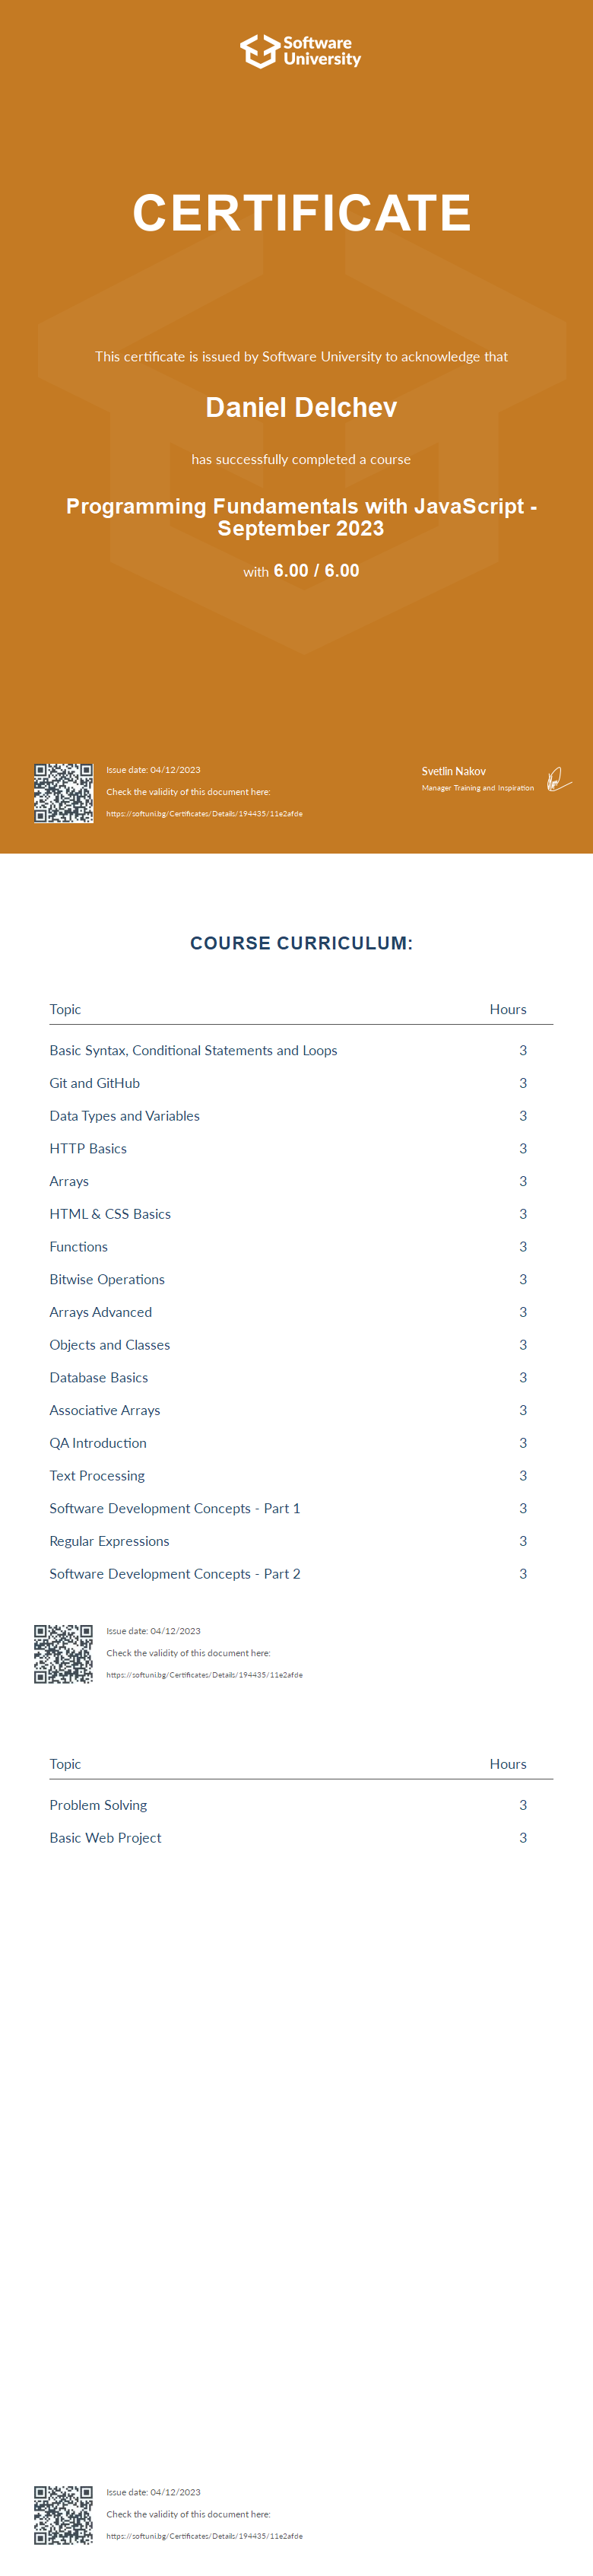 Software
University
CERTIFICATE
This certificate is issued by Software University to acknowledge that
Daniel Delchev
has successfully completed a course
Programming Fundamentals with JavaScript -
September 2023
with 6.00 / 6.00
Issue date: 04/12/2023
Check the validity of this document here:
https://softuni.bg/Certificates/Details/194435/11e2afde
Svetlin Nakov
Manager Training and Inspiration
COURSE CURRICULUM:
Topic Hours
Basic Syntax, Conditional Statements and Loops 3
Git and GitHub 3
Data Types and Variables 3
HTTP Basics 3
Arrays 3
HTML & CSS Basics 3
Functions 3
Bitwise Operations 3
Arrays Advanced 3
Objects and Classes 3
Database Basics 3
Associative Arrays 3
QA Introduction 3
Text Processing 3
Software Development Concepts - Part 1 3
Regular Expressions 3
Software Development Concepts - Part 2 3
Issue date: 04/12/2023
Check the validity of this document here:
https://softuni.bg/Certificates/Details/194435/11e2afde
Topic Hours
Problem Solving 3
Basic Web Project 3
Issue date: 04/12/2023
Check the validity of this document here:
https://softuni.bg/Certificates/Details/194435/11e2afde